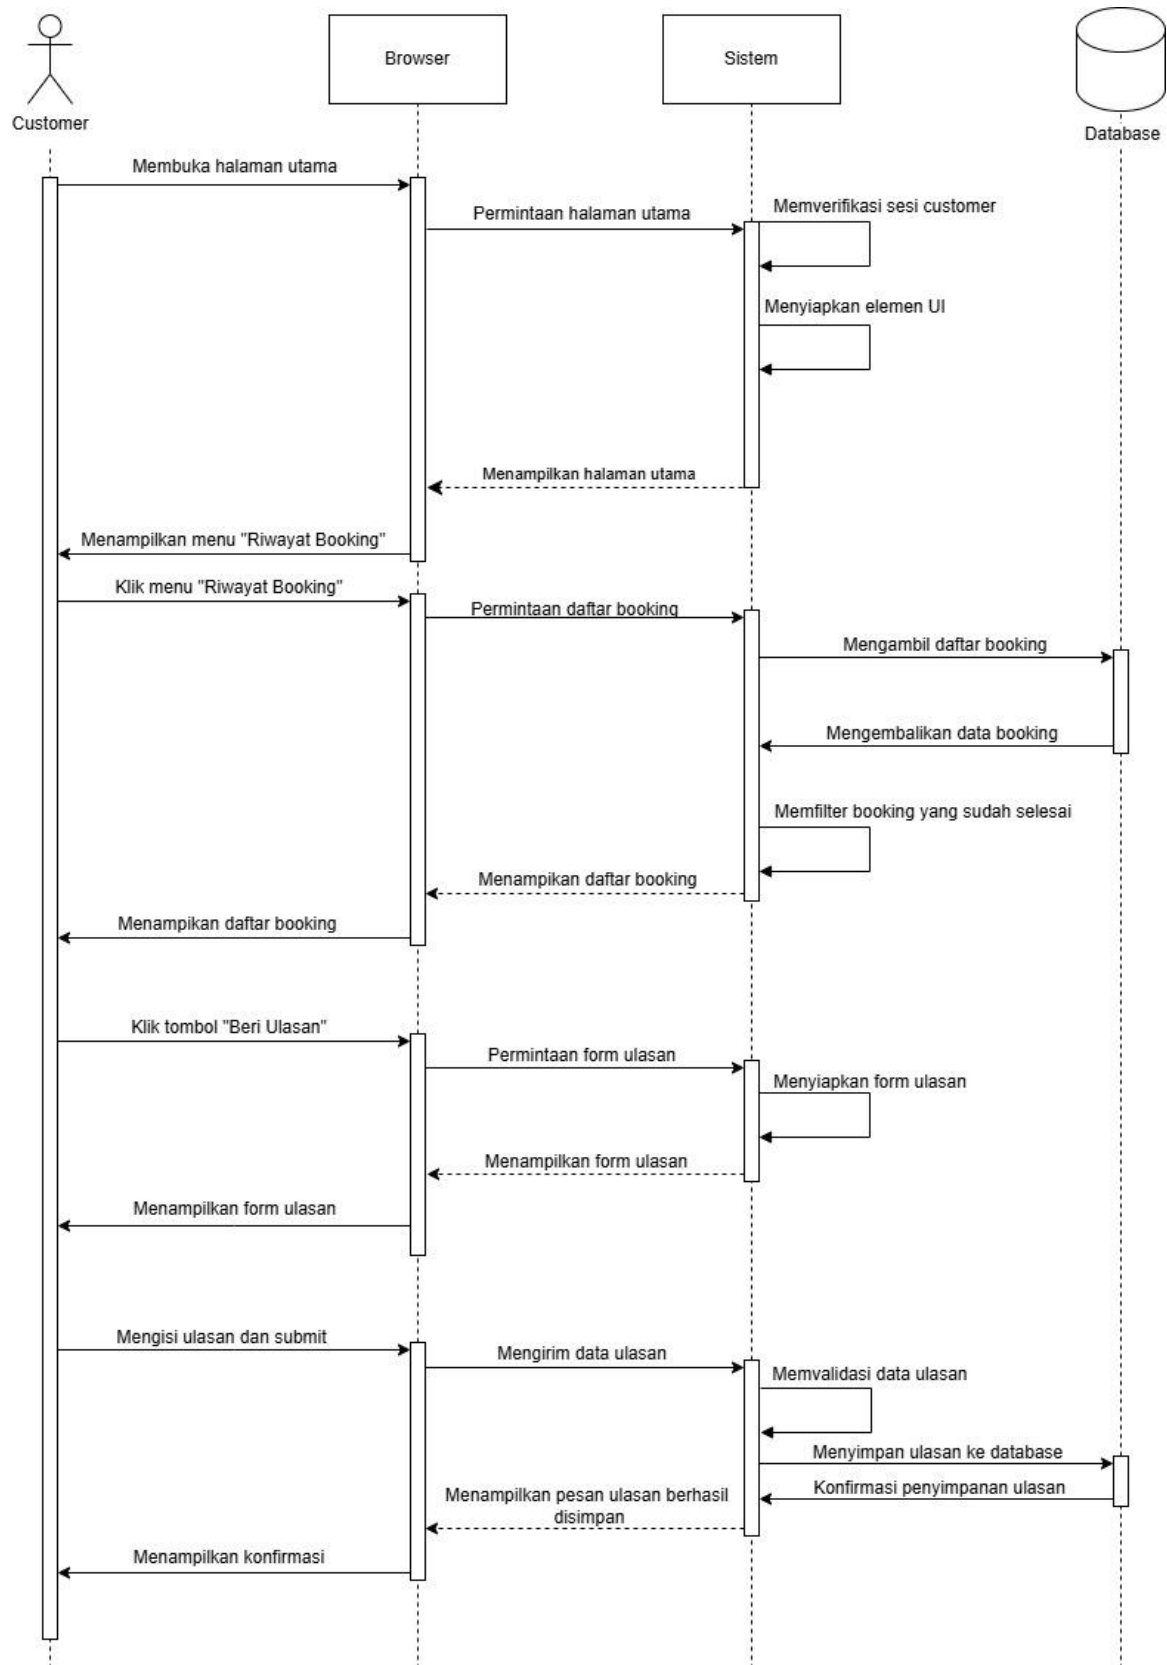 Browser
Sistem
Customer
Database
Membuka halaman utama
Permintaan halaman utama
Memverifikasi sesi customer
Menyiapkan elemen UI
Menampilkan halaman utama
Menampilkan menu "Riwayat Booking"
Klik menu "Riwayat Booking"
Permintaan daftar booking
Mengambil daftar booking
Mengembalikan data booking
Memfilter booking yang sudah selesai
Menampikan daftar booking
Menampikan daftar booking
Klik tombol "Beri Ulasan"
Permintaan form ulasan
Menyiapkan form ulasan
Menampilkan form ulasan
Menampilkan form ulasan
Mengisi ulasan dan submit
Mengirim data ulasan
Memvalidasi data ulasan
Menyimpan ulasan ke database
Konfirmasi penyimpanan ulasan
Menampilkan pesan ulasan berhasil
disimpan
Menampilkan konfirmasi